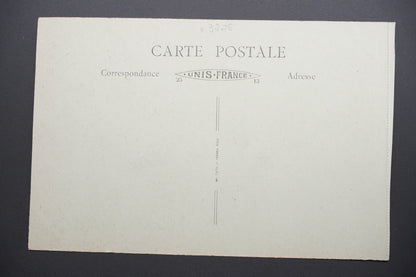 CARTE POSTALE
Correspondance
UNIS-FRANCE
Adresse